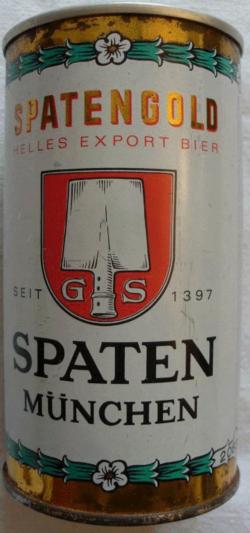 SPATENGOLD
HELLES EXPORT BIER
G S
SEIT 1397
SPATEN
MÜNCHEN